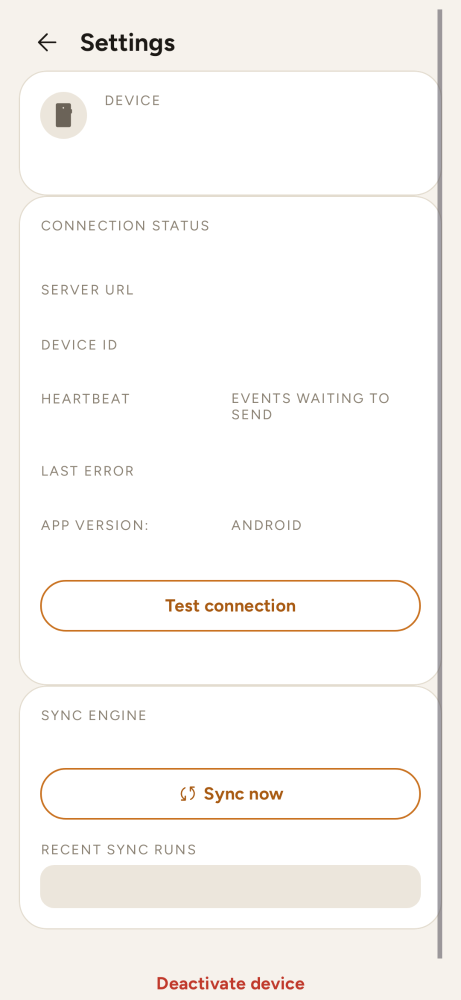 Settings
DEVICE
CONNECTION STATUS
SERVER URL
DEVICE ID
HEARTBEAT
EVENTS WAITING TO
SEND
LAST ERROR
APP VERSION:
ANDROID
Test connection
SYNC ENGINE
Sync now
RECENT SYNC RUNS
Deactivate device